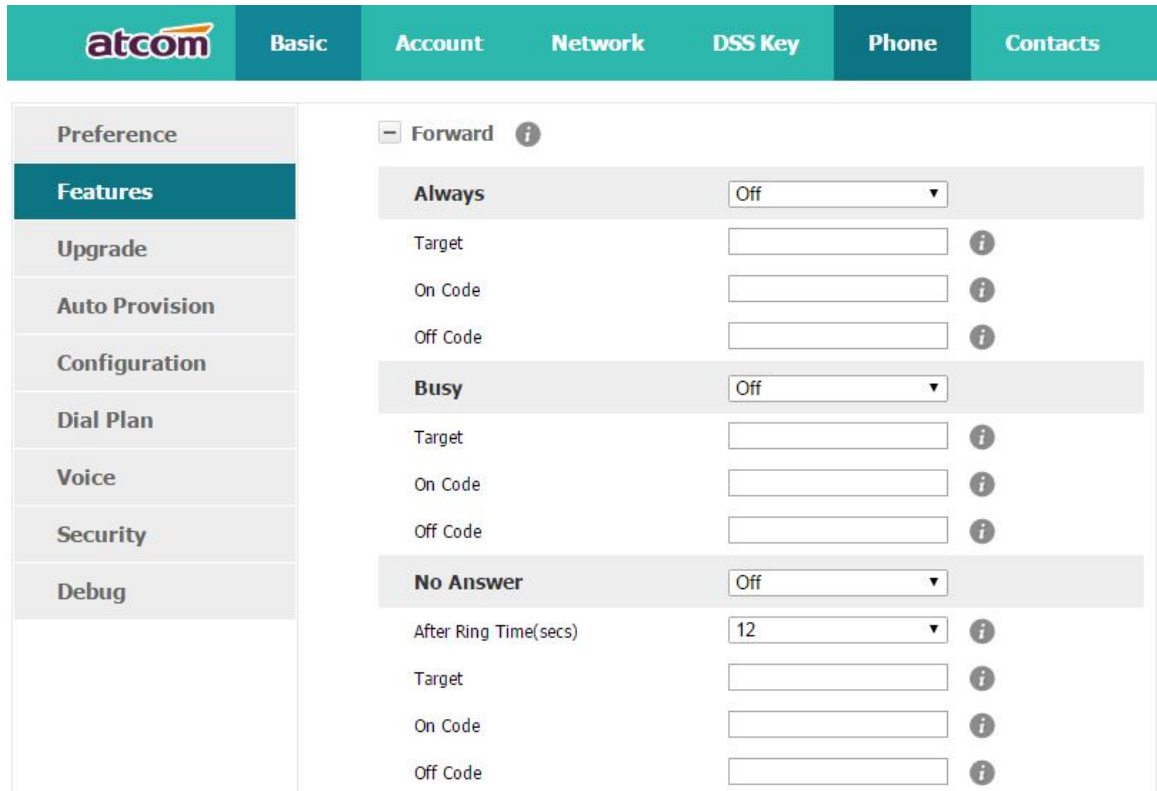 atcom Basic Account Network DSS Key Phone Contacts
Preference
Features
Upgrade
Auto Provision
Configuration
Dial Plan
Voice
Security
Debug
Forward
Always Off
Target
On Code
Off Code
Busy Off
Target
On Code
Off Code
No Answer Off
After Ring Time(secs) 12
Target
On Code
Off Code